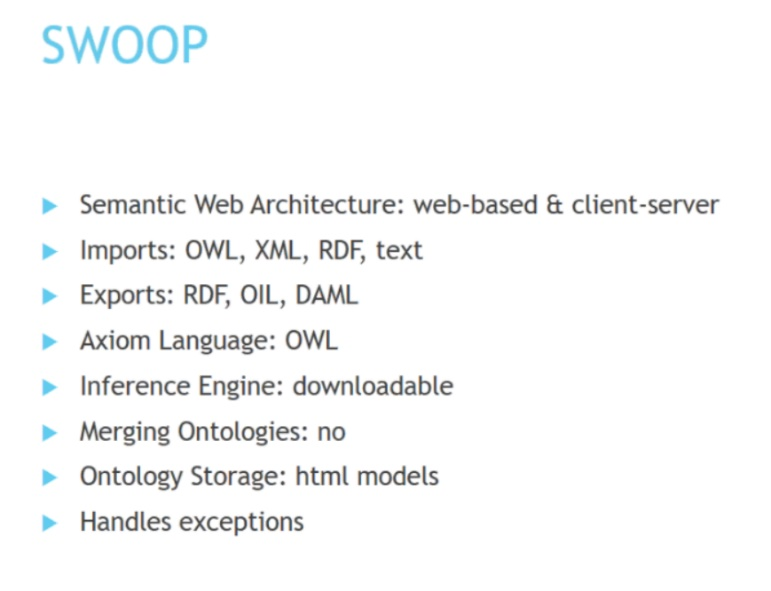 SWOOP
Semantic Web Architecture: web-based & client-server
Imports: OWL, XML, RDF, text
Exports: RDF, OIL, DAML
Axiom Language: OWL
Inference Engine: downloadable
Merging Ontologies: no
Ontology Storage: html models
Handles exceptions